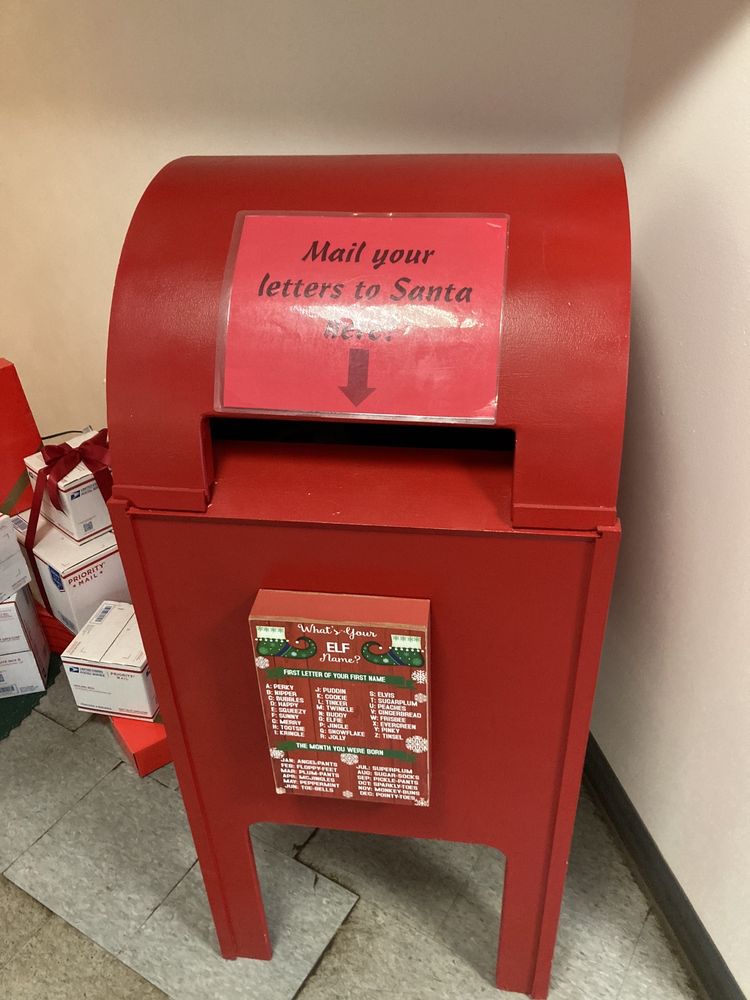 Mail your
letters to Santa
here!
PRIORITY
MAIL
PRIORITY
MAIL
What's Your
ELF
Name?
FIRST LETTER OF YOUR FIRST NAME
A: PERKY
B: NIPPER
C: BUBBLES
D: HAPPY
E: SQUEEZY
F: SUNNY
G: MERRY
H: TOOTSIE
I: KRINGLE
J: PUDDIN
K: COOKIE
L: TINKER
M: TWINKLE
N: BUDDY
O: ELFIE
P: JINGLE
Q: SNOWFLAKE
R: JOLLY
S: ELVIS
T: SUGARPLUM
U: PEACHES
V: GINGERBREAD
W: FRISBEE
X: EVERGREEN
Y: PINKY
Z: TINSEL
THE MONTH YOU WERE BORN
JAN: ANGEL-PANTS
FEB: FLOPPY-FEET
MAR: PLUM-PANTS
APR: MCJINGLES
MAY: PEPPERMINT
JUN: TOE-BELLS
JUL: SUPERPLUM
AUG: SUGAR-SOCKS
SEP: PICKLE-PANTS
OCT: SPARKLY-TOES
NOV: MONKEY-BUNS
DEC: POINTY-TOES